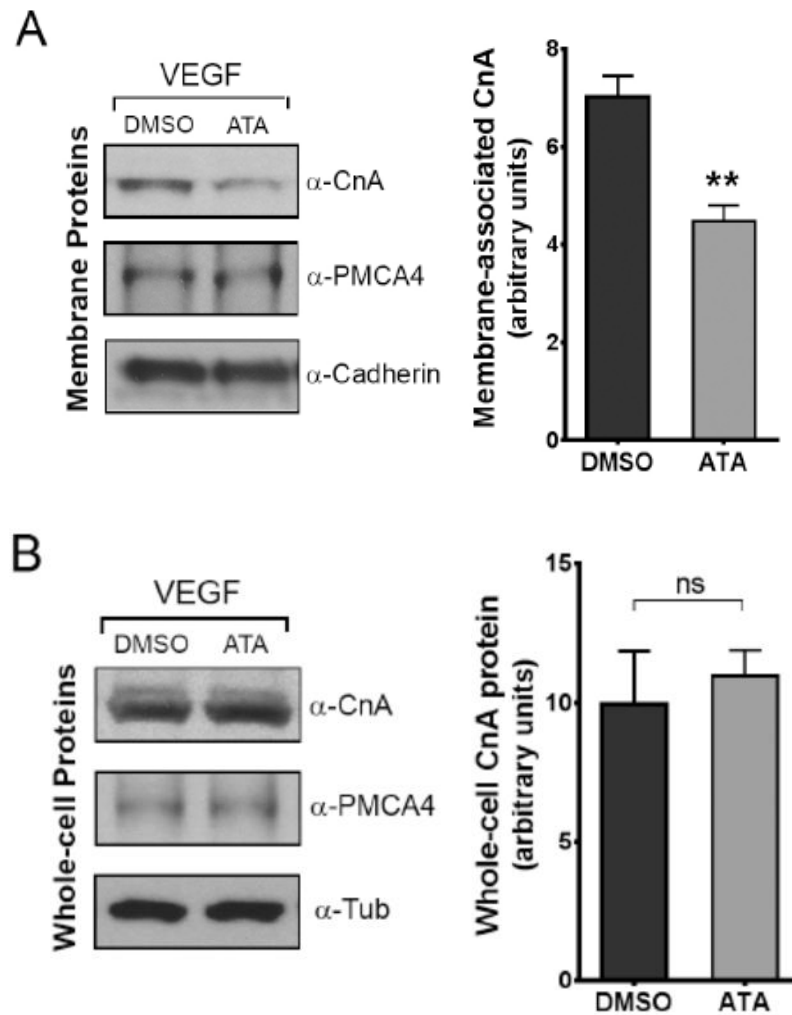 A
VEGF
DMSO ATA
Membrane Proteins
α-CnA
α-PMCA4
α-Cadherin
Membrane-associated CnA
(arbitrary units)
8
6
4
2
0
**
DMSO ATA
B
VEGF
DMSO ATA
Whole-cell Proteins
α-CnA
α-PMCA4
α-Tub
Whole-cell CnA protein
(arbitrary units)
15
10
5
0
ns
DMSO ATA